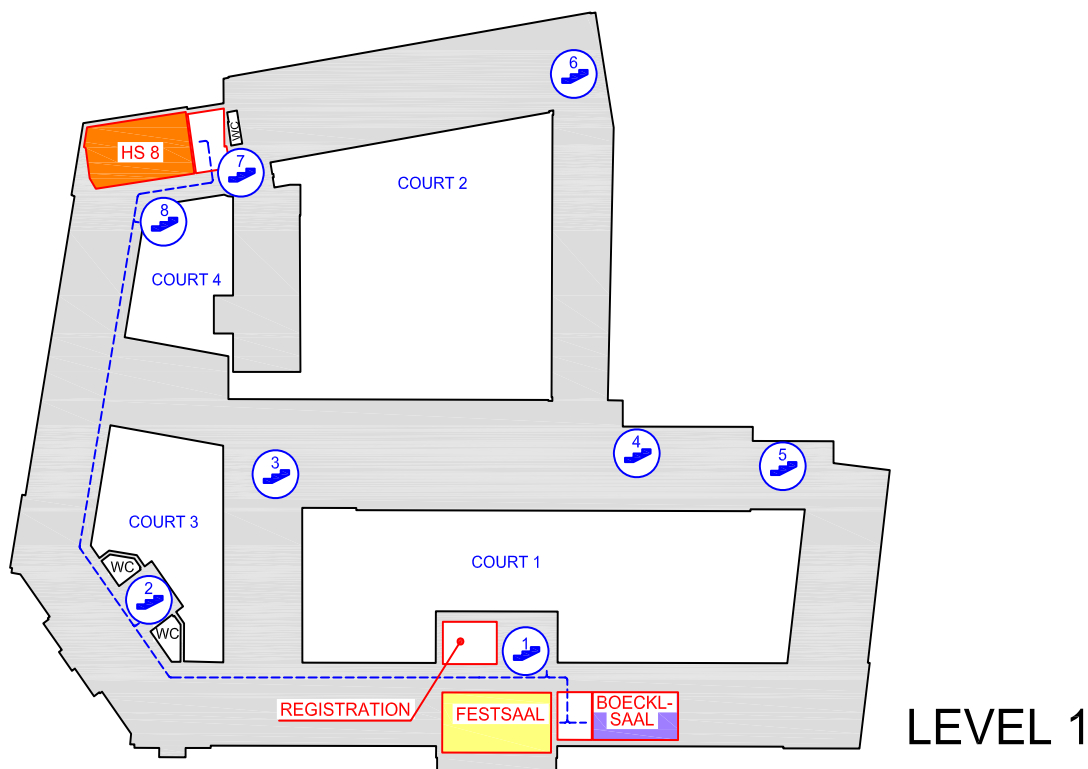 6
WC
HS 8
7
COURT 2
8
COURT 4
4
3
5
COURT 3
COURT 1
WC
2
WC
1
REGISTRATION
FESTSAAL
BOECKL-
SAAL
LEVEL 1